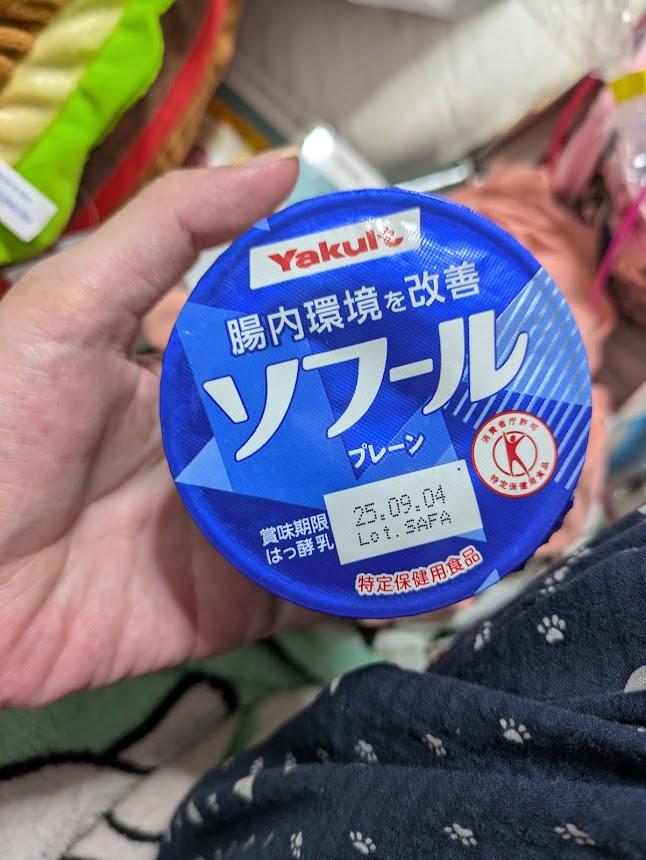 Yakult
腸内環境を改善
ソフール
プレーン
消費者庁許可
特定保健用食品
25.09.04
Lot.SAFA
賞味期限
はっ酵乳
特定保健用食品